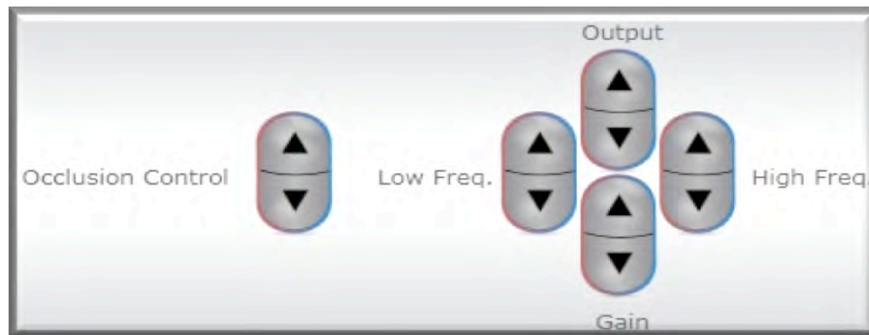 Output
Occlusion Control
Low Freq.
High Freq.
Gain